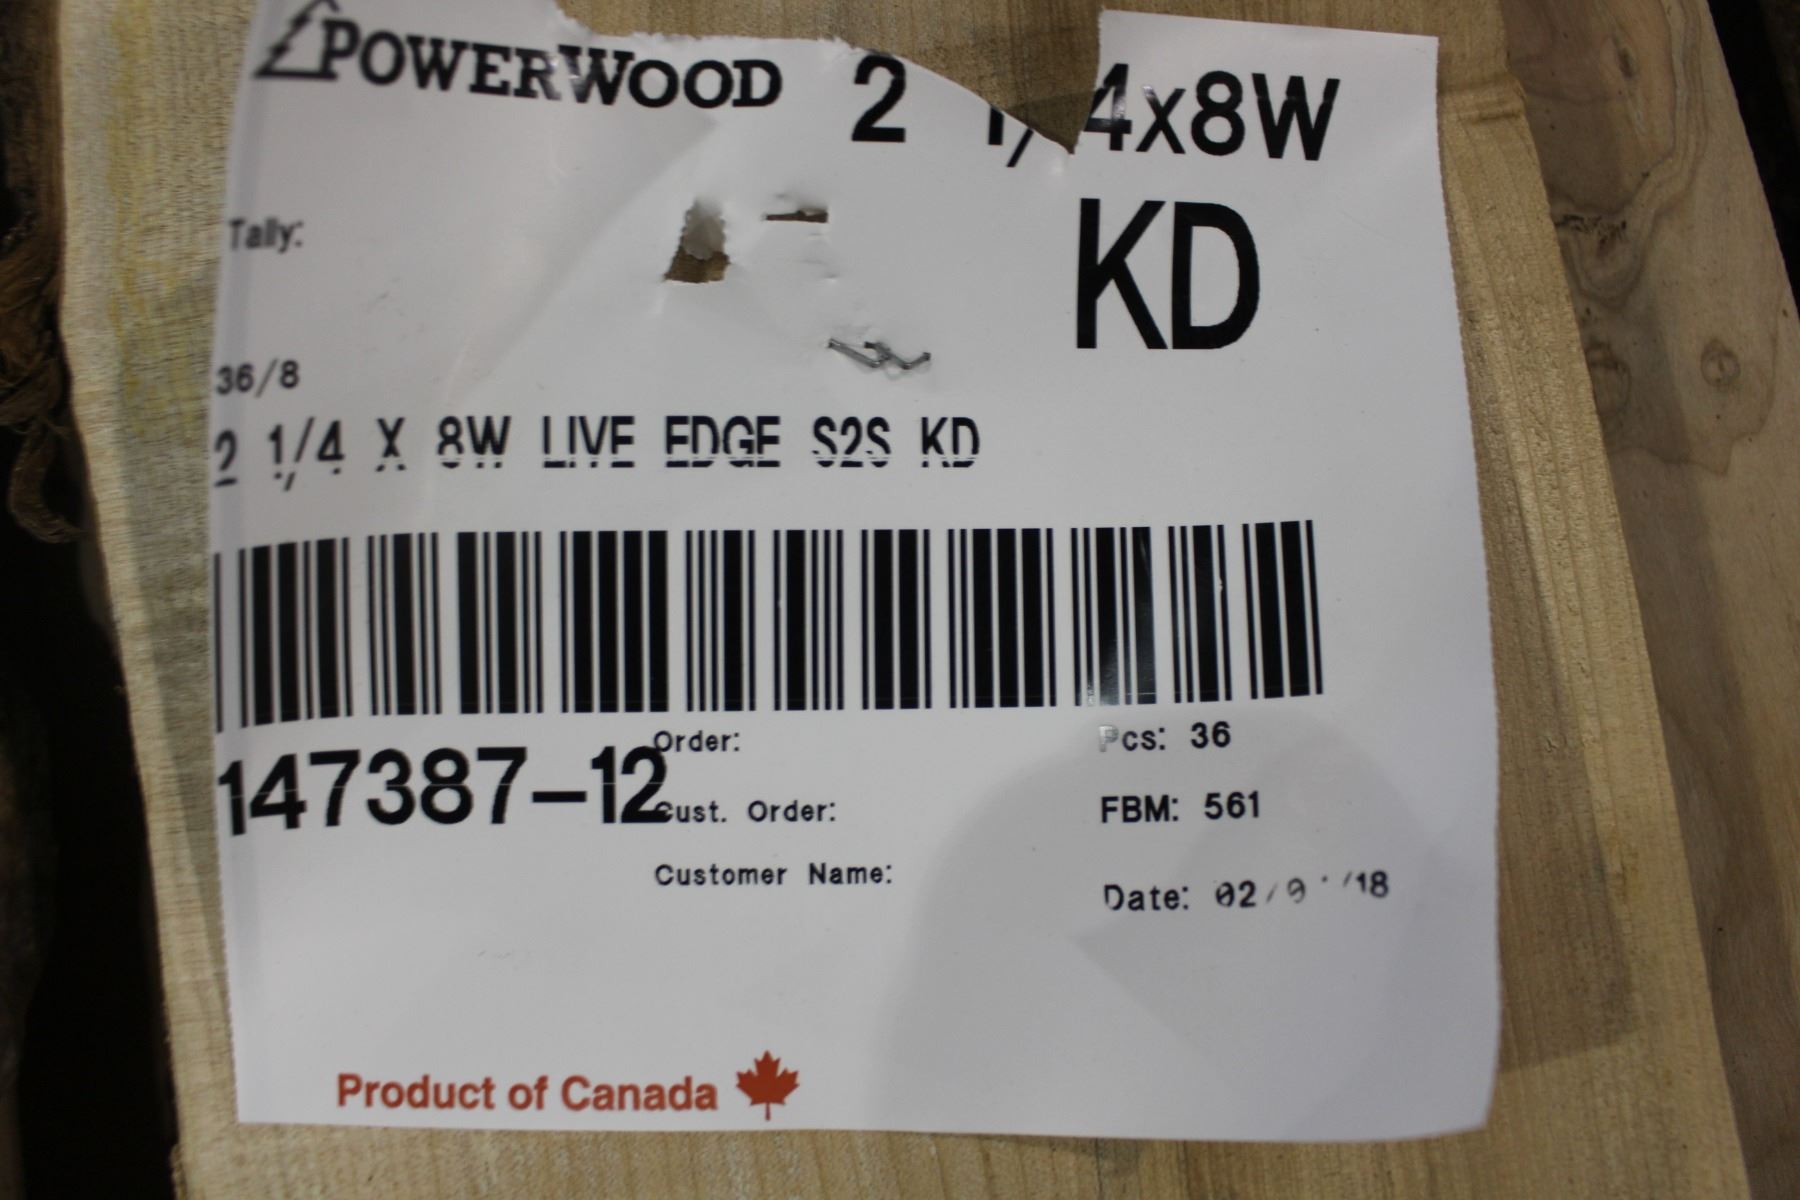 POWERWOOD 2 1/4x8W
KD
Tally:
36/8
2 1/4 X 8W LIVE EDGE S2S KD
147387-12
Order:
Pcs: 36
Cust. Order:
FBM: 561
Customer Name:
Date:
Product of Canada